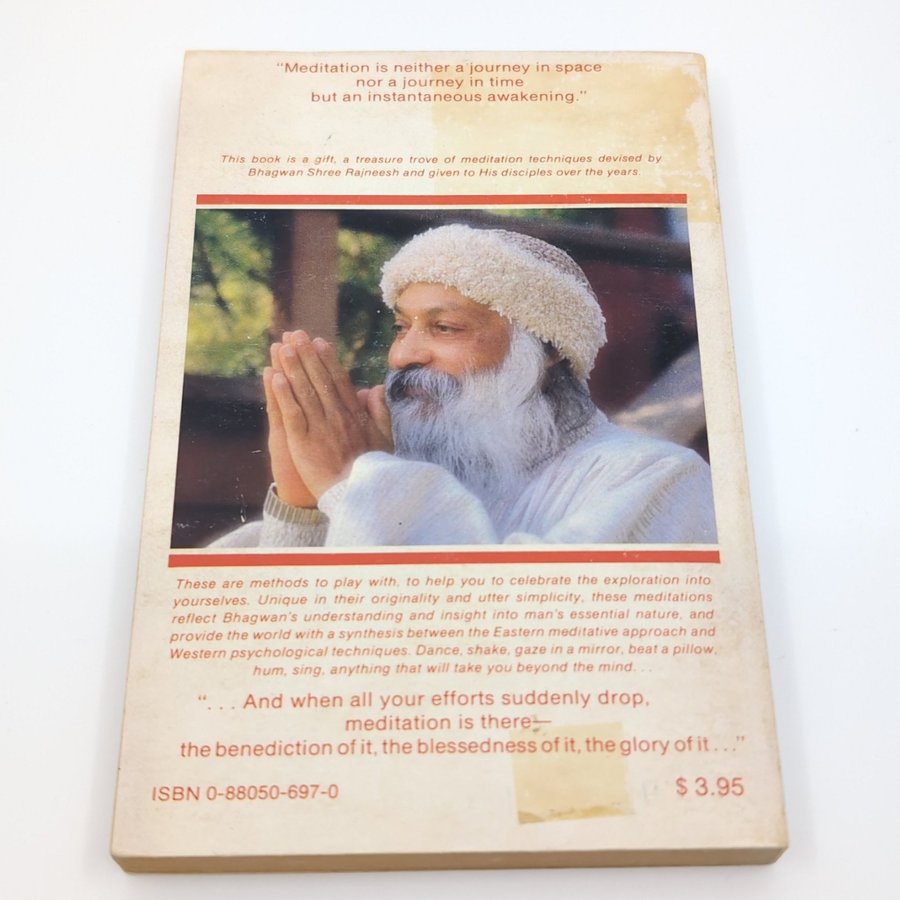 "Meditation is neither a journey in space
nor a journey in time
but an instantaneous awakening."
This book is a gift, a treasure trove of meditation techniques devised by
Bhagwan Shree Rajneesh and given to His disciples over the years.
These are methods to play with, to help you to celebrate the exploration into
yourselves. Unique in their originality and utter simplicity, these meditations
reflect Bhagwan's understanding and insight into man's essential nature, and
provide the world with a synthesis between the Eastern meditative approach and
Western psychological techniques. Dance, shake, gaze in a mirror, beat a pillow,
hum, sing, anything that will take you beyond the mind. . .
". . . And when all your efforts suddenly drop,
meditation is there—
the benediction of it, the blessedness of it, the glory of it . . ."
ISBN 0-88050-697-0
$ 3.95